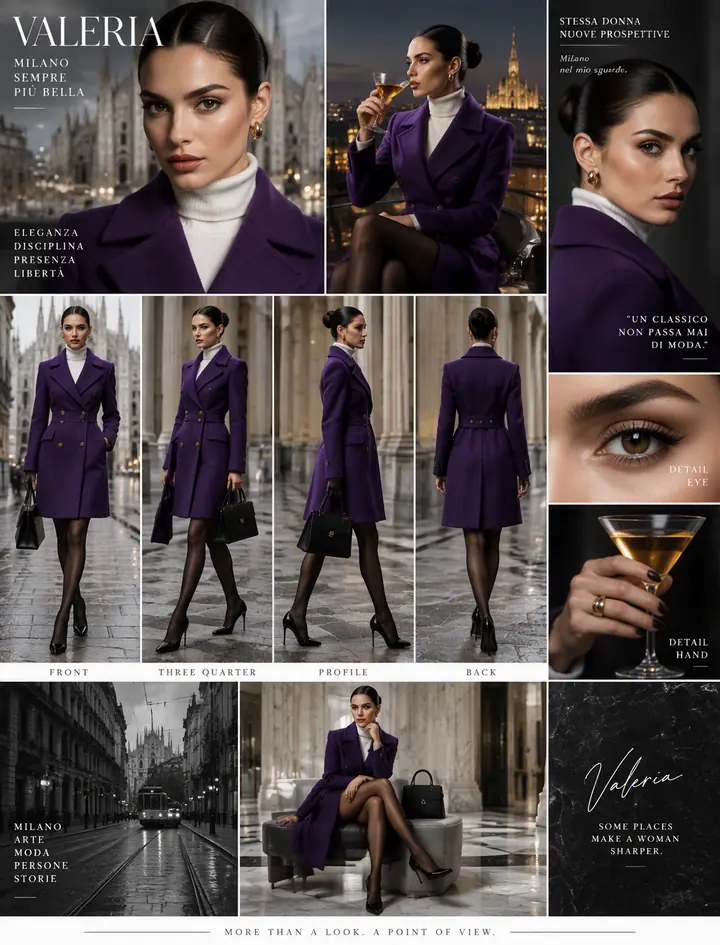 VALERIA
MILANO
SEMPRE
PIÙ BELLA
ELEGANZA
DISCIPLINA
PRESENZA
LIBERTÀ
STESSA DONNA
NUOVE PROSPETTIVE
Milano
nel mio sguardo.
"UN CLASSICO
NON PASSA MAI
DI MODA."
DETAIL
EYE
DETAIL
HAND
FRONT
THREE QUARTER
PROFILE
BACK
MILANO
ARTE
MODA
PERSONE
STORIE
Valeria
SOME PLACES
MAKE A WOMAN
SHARPER.
MORE THAN A LOOK. A POINT OF VIEW.